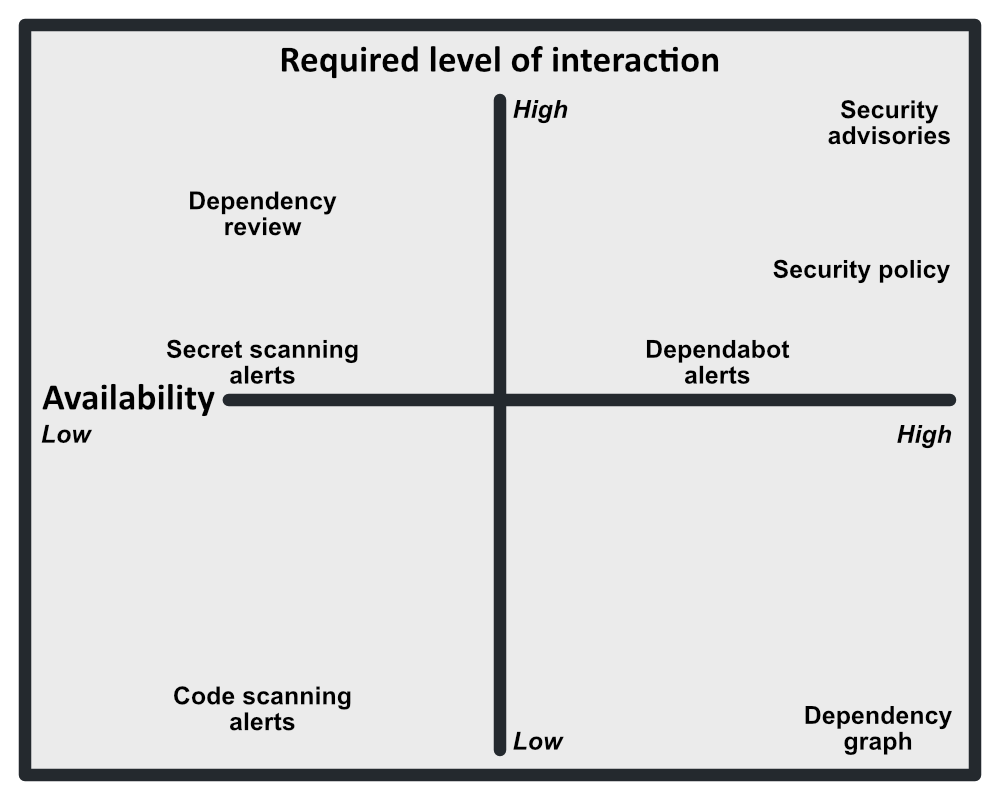 Required level of interaction
High
Security
advisories
Dependency
review
Security policy
Secret scanning
alerts
Dependabot
alerts
Availability
Low
High
Code scanning
alerts
Dependency
graph
Low